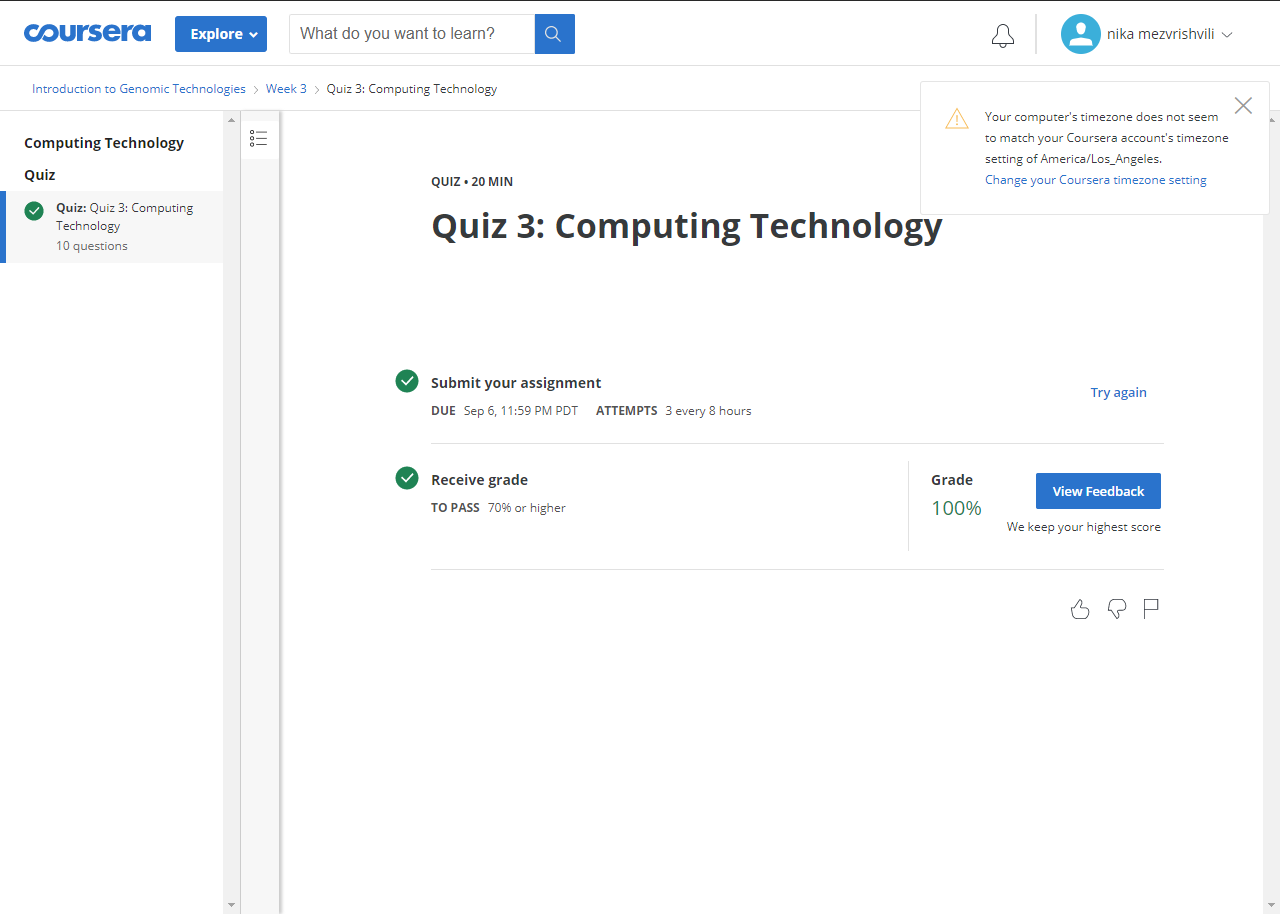 coursera
Explore
What do you want to learn?
nika mezvrishvili
Introduction to Genomic Technologies
Week 3
Quiz 3: Computing Technology
Your computer's timezone does not seem
to match your Coursera account's timezone
setting of America/Los_Angeles.
Change your Coursera timezone setting
Computing Technology
Quiz
Quiz: Quiz 3: Computing
Technology
10 questions
QUIZ • 20 MIN
Quiz 3: Computing Technology
Submit your assignment
DUE Sep 6, 11:59 PM PDT ATTEMPTS 3 every 8 hours
Try again
Receive grade
TO PASS 70% or higher
Grade
100%
View Feedback
We keep your highest score